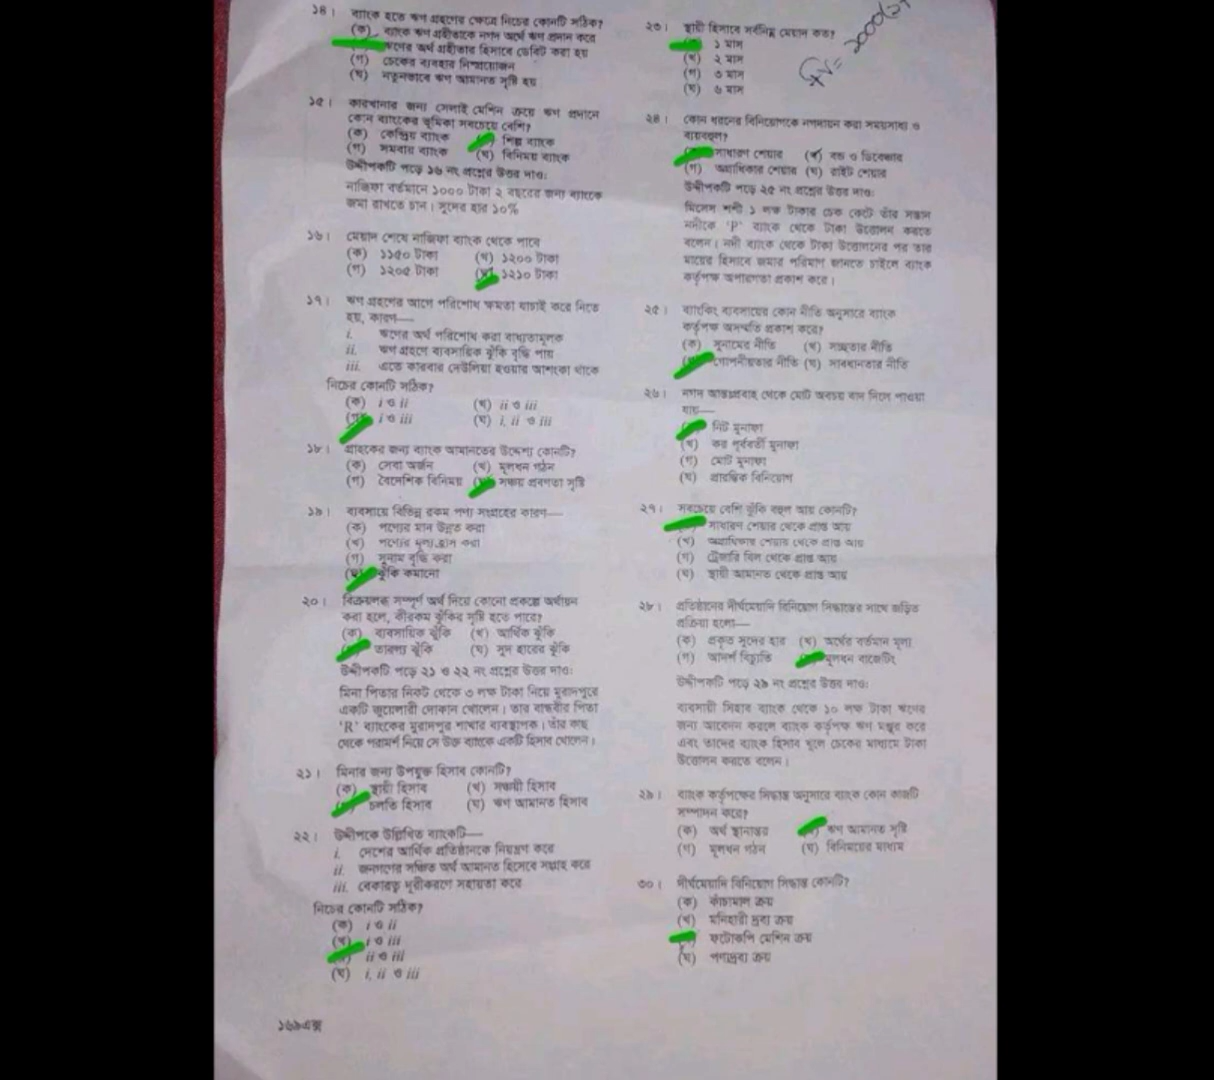 ১৪। ব্যাংক হতে ঋণ গ্রহণের ক্ষেত্রে নিচের কোনটি সঠিক?
(ক) ব্যাংক ঋণ গ্রহীতাকে নগদ অর্থে ঋণ প্রদান করে
ঋণের অর্থ গ্রহীতার হিসাবে ডেবিট করা হয়
(গ) চেকের ব্যবহার নিষ্প্রয়োজন
(ঘ) নতুনভাবে ঋণ আমানত সৃষ্টি হয়
১৫। কারখানার জন্য সেলাই মেশিন ক্রয়ে ঋণ প্রদানে
কোন ব্যাংকের ভূমিকা সবচেয়ে বেশি?
(ক) কেন্দ্রিয় ব্যাংক শিল্প ব্যাংক
(গ) সমবায় ব্যাংক (ঘ) বিনিময় ব্যাংক
উদ্দীপকটি পড়ে ১৬ নং প্রশ্নের উত্তর দাও:
নাজিফা বর্তমানে ১০০০ টাকা ২ বছরের জন্য ব্যাংকে
জমা রাখতে চান। সুদের হার ১০%
১৬। মেয়াদ শেষে নাজিফা ব্যাংক থেকে পাবে
(ক) ১১৫০ টাকা (খ) ১২০০ টাকা
(গ) ১২০৫ টাকা (ঘ) ১২১০ টাকা
১৭। ঋণ গ্রহণের আগে পরিশোধ ক্ষমতা যাচাই করে নিতে
হয়, কারণ—
i. ঋণের অর্থ পরিশোধ করা বাধ্যতামূলক
ii. ঋণ গ্রহণে ব্যবসায়িক ঝুঁকি বৃদ্ধি পায়
iii. এতে কারবার দেউলিয়া হওয়ার আশংকা থাকে
নিচের কোনটি সঠিক?
(ক) i ও ii (খ) ii ও iii
(গ) i ও iii (ঘ) i, ii ও iii
১৮। গ্রাহকের জন্য ব্যাংক আমানতের উদ্দেশ্য কোনটি?
(ক) সেবা অর্জন (খ) মূলধন গঠন
(গ) বৈদেশিক বিনিময় সঞ্চয় প্রবণতা সৃষ্টি
১৯। ব্যবসায়ে বিভিন্ন রকম পণ্য সংগ্রহের কারণ—
(ক) পণ্যের মান উন্নত করা
(খ) পণ্যের মূল্য হ্রাস করা
(গ) সুনাম বৃদ্ধি করা
(ঘ) ঝুঁকি কমানো
২০। বিক্রয়লব্ধ সম্পূর্ণ অর্থ দিয়ে কোনো প্রকল্পে অর্থায়ন
করা হলে, কীরকম ঝুঁকির সৃষ্টি হতে পারে?
(ক) ব্যবসায়িক ঝুঁকি (খ) আর্থিক ঝুঁকি
তারল্য ঝুঁকি (ঘ) সুদ হারের ঝুঁকি
উদ্দীপকটি পড়ে ২১ ও ২২ নং প্রশ্নের উত্তর দাও:
মিনা পিতার নিকট থেকে ৩ লক্ষ টাকা নিয়ে মুরাদপুরে
একটি জুয়েলারী দোকান খোলেন। তার বান্ধবীর পিতা
'R' ব্যাংকের মুরাদপুর শাখার ব্যবস্থাপক। তাঁর কাছ
থেকে পরামর্শ নিয়ে সে উক্ত ব্যাংকে একটি হিসাব খোলেন।
২১। মিনার জন্য উপযুক্ত হিসাব কোনটি?
(ক) স্থায়ী হিসাব (খ) সঞ্চয়ী হিসাব
চলতি হিসাব (ঘ) ঋণ আমানত হিসাব
২২। উদ্দীপকে উল্লিখিত ব্যাংকটি—
i. দেশের আর্থিক প্রতিষ্ঠানকে নিয়ন্ত্রণ করে
ii. জনগণের সঞ্চিত অর্থ আমানত হিসেবে সংগ্রহ করে
iii. বেকারত্ব দূরীকরণে সহায়তা করে
নিচের কোনটি সঠিক?
(ক) i ও ii
(খ) i ও iii
ii ও iii
(ঘ) i, ii ও iii
১৬৯এক্স
২৩। স্থায়ী হিসাবে সর্বনিম্ন মেয়াদ কত?
১ মাস
(খ) ২ মাস
(গ) ৩ মাস
(ঘ) ৬ মাস
২৪। কোন ধরনের বিনিয়োগকে নগদায়ন করা সময়সাধ্য ও
ব্যয়বহুল?
সাধারণ শেয়ার (খ) বন্ড ও ডিবেঞ্চার
(গ) অগ্রাধিকার শেয়ার (ঘ) রাইট শেয়ার
উদ্দীপকটি পড়ে ২৫ নং প্রশ্নের উত্তর দাও:
মিসেস শশী ১ লক্ষ টাকার চেক কেটে তাঁর সন্তান
নদীকে 'P' ব্যাংক থেকে টাকা উত্তোলন করতে
বলেন। নদী ব্যাংক থেকে টাকা উত্তোলনের পর তার
মায়ের হিসাবে জমার পরিমাণ জানতে চাইলে ব্যাংক
কর্তৃপক্ষ অপারগতা প্রকাশ করে।
২৫। ব্যাংকিং ব্যবসায়ের কোন নীতি অনুসারে ব্যাংক
কর্তৃপক্ষ অসম্মতি প্রকাশ করে?
(ক) সুনামের নীতি (খ) সচ্ছতার নীতি
গোপনীয়তার নীতি (ঘ) সাবধানতার নীতি
২৬। নগদ আন্তঃপ্রবাহ থেকে মোট অবচয় বাদ দিলে পাওয়া
যায়—
নিট মুনাফা
(খ) কর পূর্ববর্তী মুনাফা
(গ) মোট মুনাফা
(ঘ) প্রারম্ভিক বিনিয়োগ
২৭। সবচেয়ে বেশি ঝুঁকি বহুল আয় কোনটি?
সাধারণ শেয়ার থেকে প্রাপ্ত আয়
(খ) অগ্রাধিকার শেয়ার থেকে প্রাপ্ত আয়
(গ) ট্রেজারি বিল থেকে প্রাপ্ত আয়
(ঘ) স্থায়ী আমানত থেকে প্রাপ্ত আয়
২৮। প্রতিষ্ঠানের দীর্ঘমেয়াদি বিনিয়োগ সিদ্ধান্তের সাথে জড়িত
প্রক্রিয়া হলো—
(ক) প্রকৃত সুদের হার (খ) অর্থের বর্তমান মূল্য
(গ) আদর্শ বিচ্যুতি মূলধন বাজেটিং
উদ্দীপকটি পড়ে ২৯ নং প্রশ্নের উত্তর দাও:
ব্যবসায়ী সিহাব ব্যাংক থেকে ১০ লক্ষ টাকা ঋণের
জন্য আবেদন করলে ব্যাংক কর্তৃপক্ষ ঋণ মঞ্জুর করে
এবং তাদের ব্যাংক হিসাব খুলে চেকের মাধ্যমে টাকা
উত্তোলন করতে বলেন।
২৯। ব্যাংক কর্তৃপক্ষের সিদ্ধান্ত অনুসারে ব্যাংক কোন কাজটি
সম্পাদন করে?
(ক) অর্থ স্থানান্তর ঋণ আমানত সৃষ্টি
(গ) মূলধন গঠন (ঘ) বিনিময়ের মাধ্যম
৩০। দীর্ঘমেয়াদি বিনিয়োগ সিদ্ধান্ত কোনটি?
(ক) কাঁচামাল ক্রয়
(খ) মনিহারী দ্রব্য ক্রয়
ফটোকপি মেশিন ক্রয়
(ঘ) পণ্যদ্রব্য ক্রয়